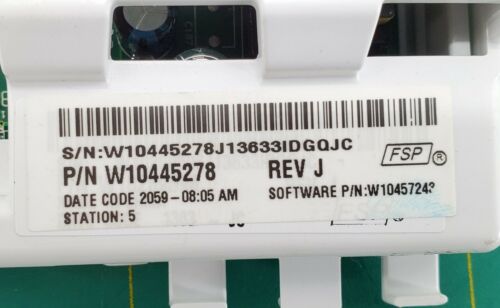 S/N:W10445278J13633IDGQJC
P/N W10445278 REV J FSP®
DATE CODE 2059-08:05 AM SOFTWARE P/N:W10457243
STATION: 5